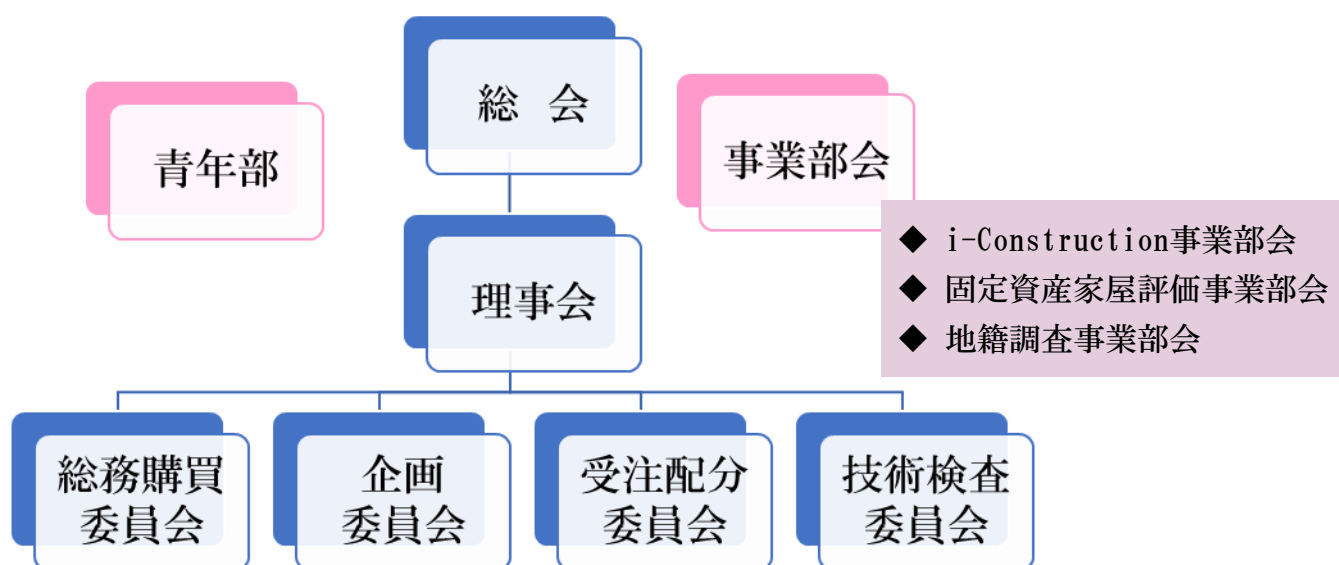 総 会
青年部
事業部会
◆ i-Construction事業部会
◆ 固定資産家屋評価事業部会
◆ 地籍調査事業部会
理事会
総務購買
委員会
企画
委員会
受注配分
委員会
技術検査
委員会